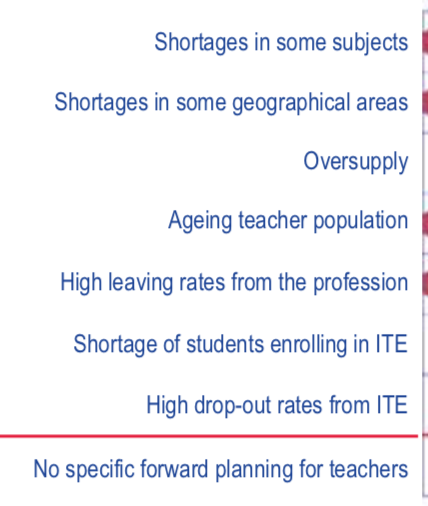 Shortages in some subjects
Shortages in some geographical areas
Oversupply
Ageing teacher population
High leaving rates from the profession
Shortage of students enrolling in ITE
High drop-out rates from ITE
No specific forward planning for teachers